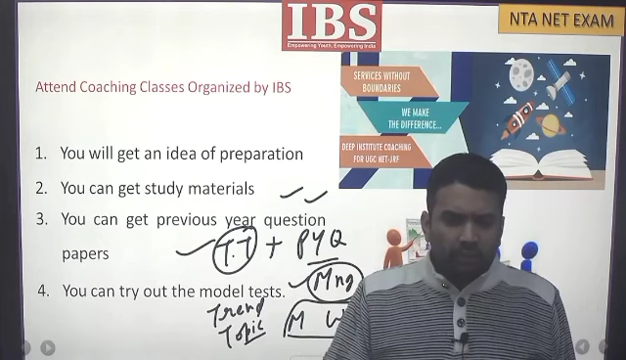 IBS
Empowering Youth, Empowering India
NTA NET EXAM
SERVICES WITHOUT
BOUNDARIES
WE MAKE
THE DIFFERENCE...
DEEP INSTITUTE COACHING
FOR UGC NET-JRF
Attend Coaching Classes Organized by IBS
1. You will get an idea of preparation
2. You can get study materials
3. You can get previous year question
papers
T.T + PYQ
4. You can try out the model tests.
Mng
Trend
Topic
M W